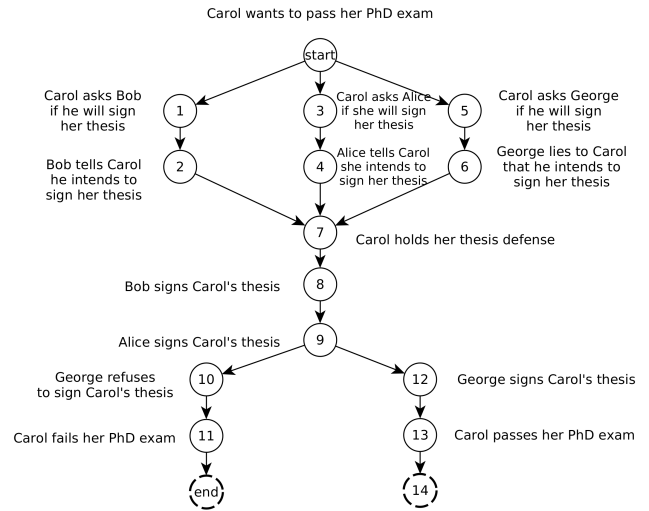 Carol wants to pass her PhD exam
start
Carol asks Bob
if he will sign
her thesis
1
3
Carol asks Alice
if she will sign
her thesis
5
Carol asks George
if he will sign
her thesis
Bob tells Carol
he intends to
sign her thesis
2
4
Alice tells Carol
she intends to
sign her thesis
6
George lies to Carol
that he intends to
sign her thesis
7
Carol holds her thesis defense
Bob signs Carol's thesis
8
Alice signs Carol's thesis
9
George refuses
to sign Carol's thesis
10
12
George signs Carol's thesis
Carol fails her PhD exam
11
13
Carol passes her PhD exam
end
14